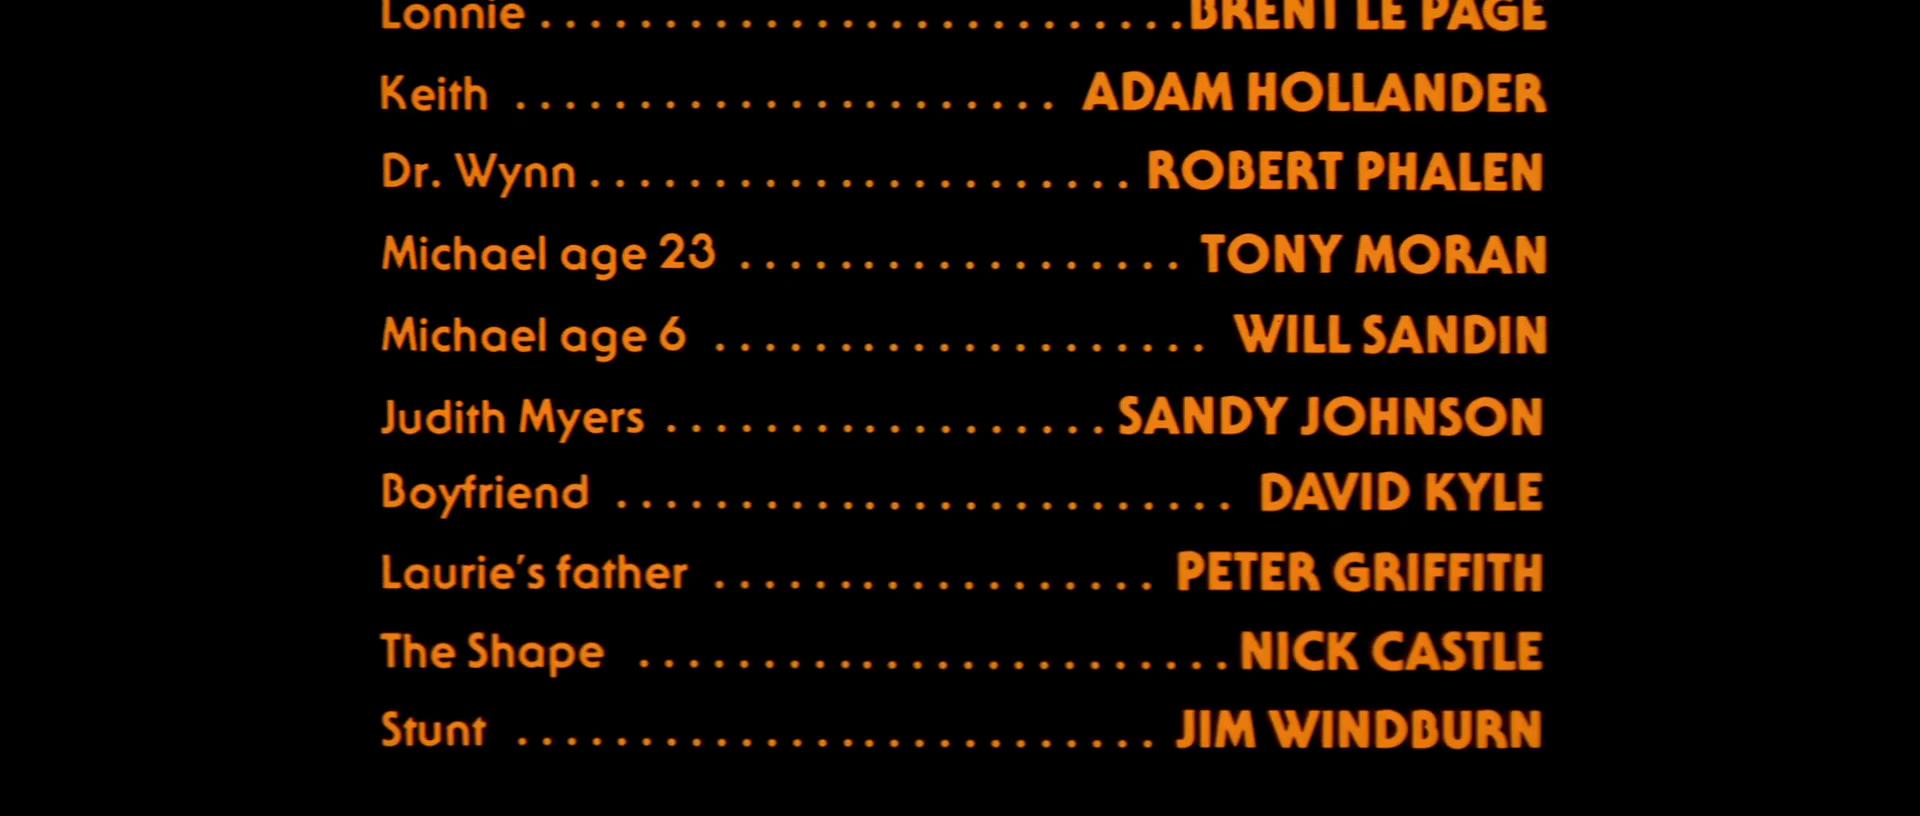 Lonnie . . . . . . . . . . . . . . . . . . . . . . . . . . BRENT LE PAGE
Keith . . . . . . . . . . . . . . . . . . . . . . ADAM HOLLANDER
Dr. Wynn . . . . . . . . . . . . . . . . . . . . . . ROBERT PHALEN
Michael age 23 . . . . . . . . . . . . . . . . . . TONY MORAN
Michael age 6 . . . . . . . . . . . . . . . . . . . . WILL SANDIN
Judith Myers . . . . . . . . . . . . . . . . . . SANDY JOHNSON
Boyfriend . . . . . . . . . . . . . . . . . . . . . . . . . DAVID KYLE
Laurie's father . . . . . . . . . . . . . . . . . . PETER GRIFFITH
The Shape . . . . . . . . . . . . . . . . . . . . . . . . NICK CASTLE
Stunt . . . . . . . . . . . . . . . . . . . . . . . . . . JIM WINDBURN